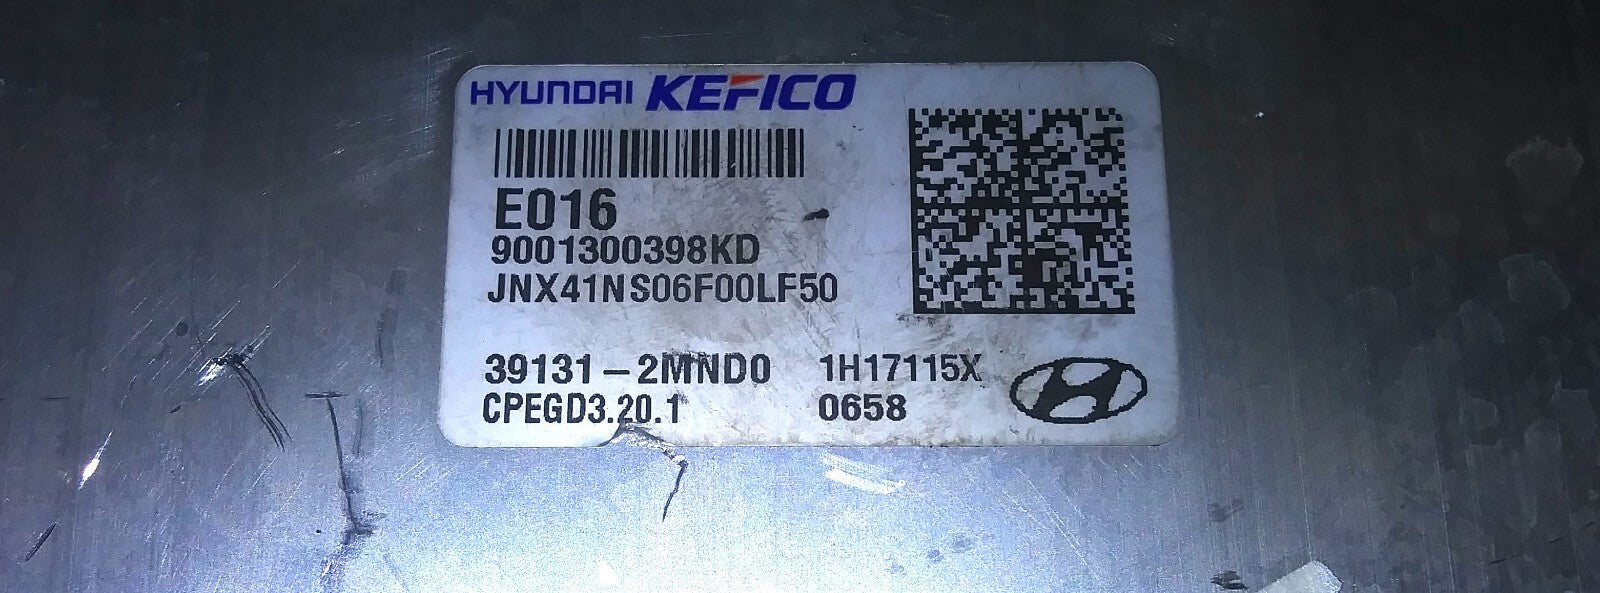 HYUNDAI KEFICO
E016
9001300398KD
JNX41NS06F00LF50
39131-2MND0 1H17115X
CPEGD3.20.1 0658